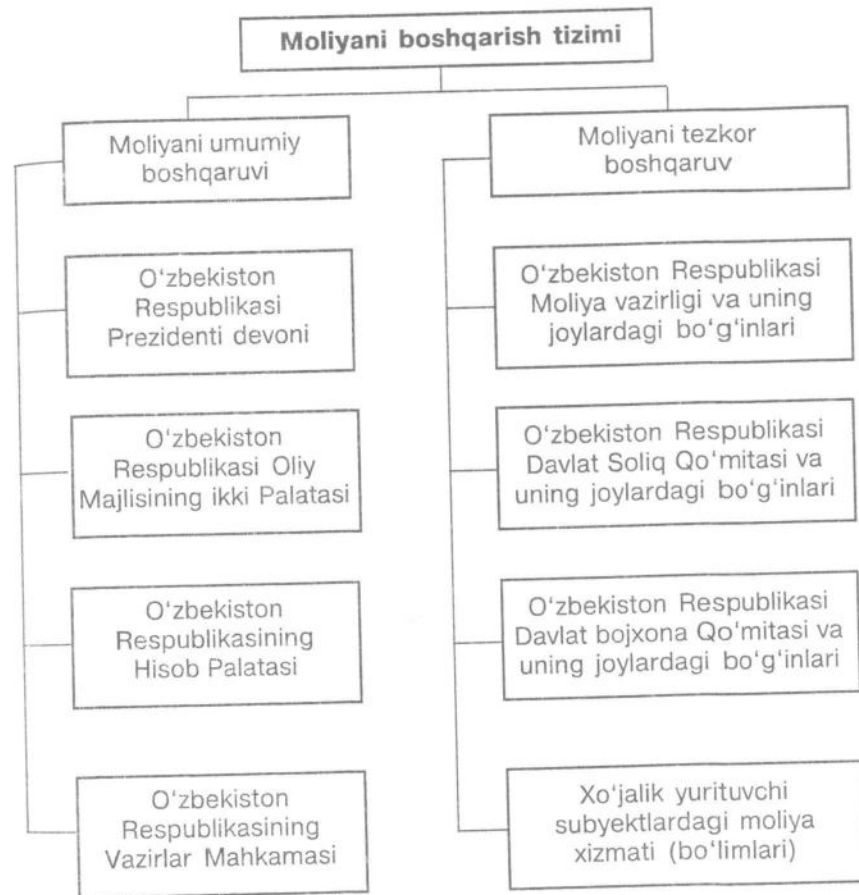 Moliyani boshqarish tizimi
Moliyani umumiy
boshqaruvi
O‘zbekiston
Respublikasi
Prezidenti devoni
O‘zbekiston
Respublikasi Oliy
Majlisining ikki Palatasi
O‘zbekiston
Respublikasining
Hisob Palatasi
O‘zbekiston
Respublikasining
Vazirlar Mahkamasi
Moliyani tezkor
boshqaruv
O‘zbekiston Respublikasi
Moliya vazirligi va uning
joylardagi bo‘g‘inlari
O‘zbekiston Respublikasi
Davlat Soliq Qo‘mitasi va
uning joylardagi bo‘g‘inlari
O‘zbekiston Respublikasi
Davlat bojxona Qo‘mitasi va
uning joylardagi bo‘g‘inlari
Xo‘jalik yurituvchi
subyektlardagi moliya
xizmati (bo‘limlari)